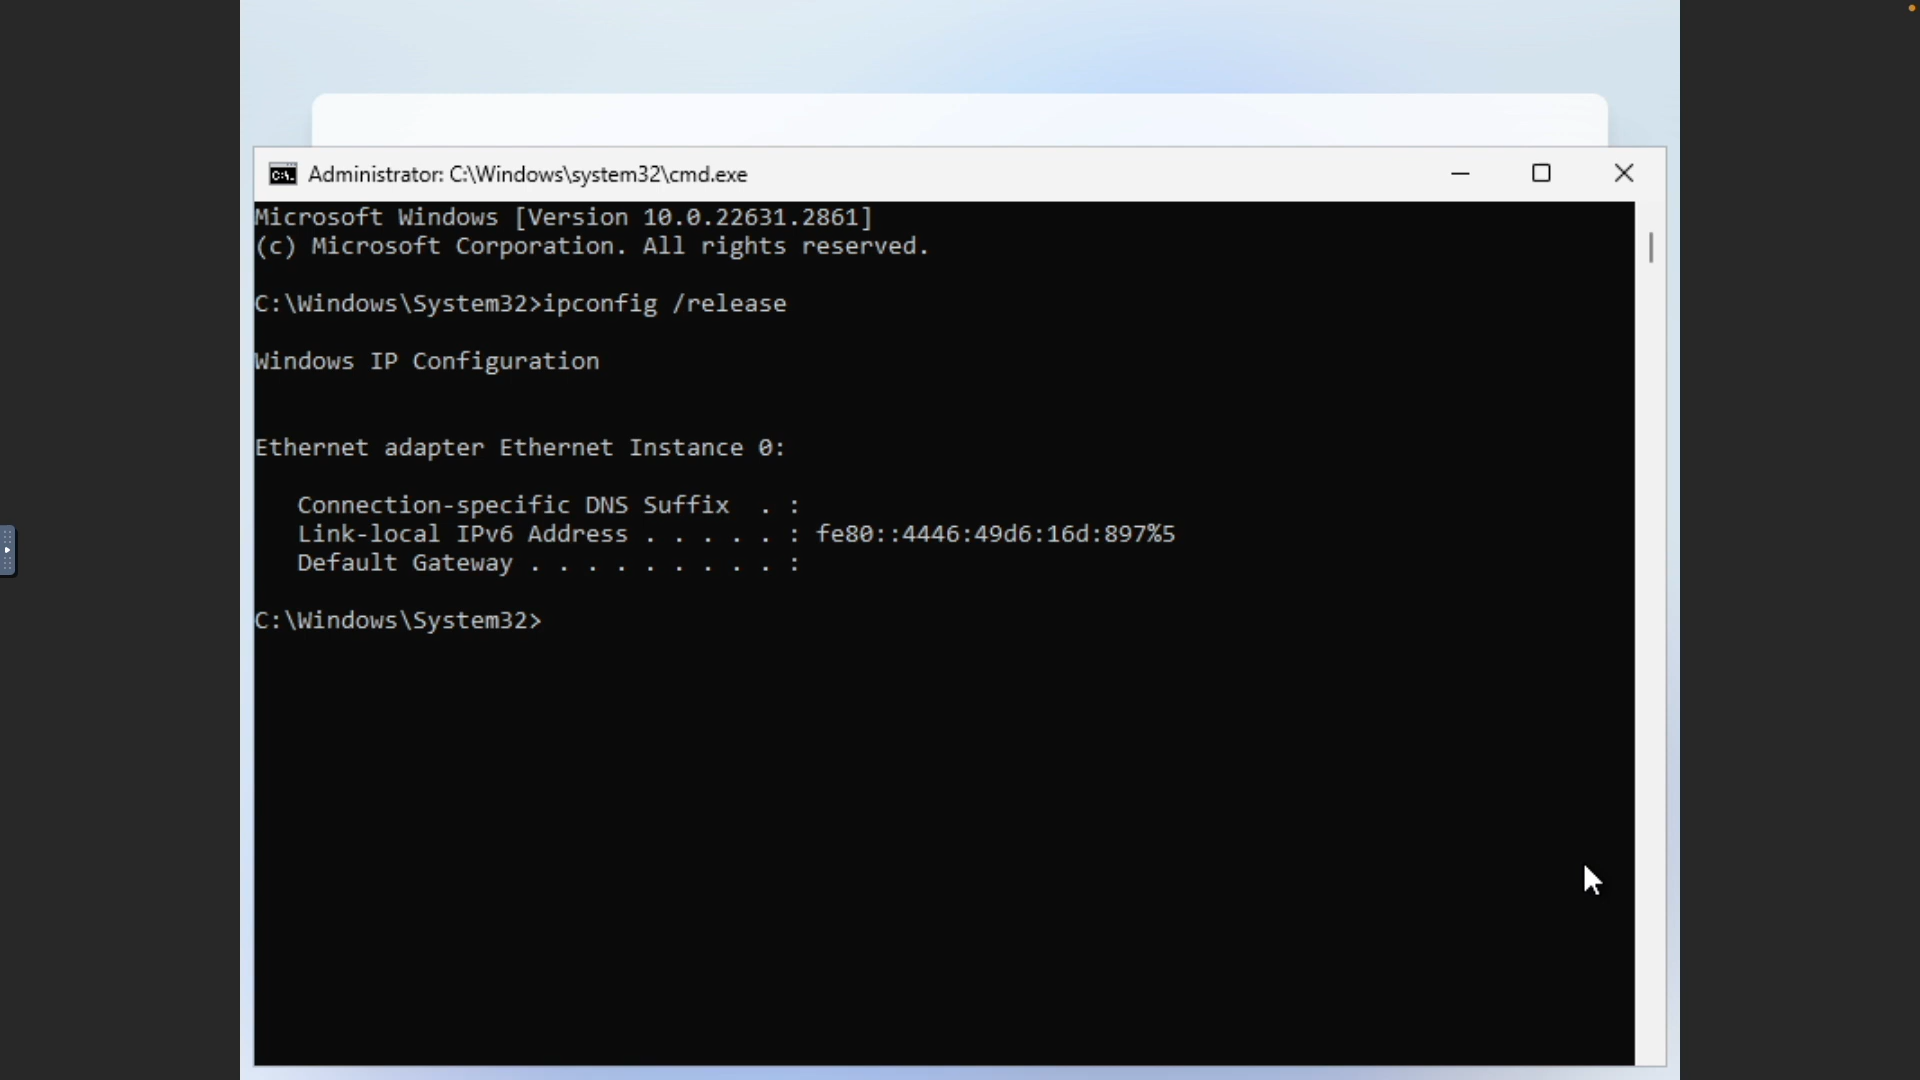 Administrator: C:\Windows\system32\cmd.exe
Microsoft Windows [Version 10.0.22631.2861]
(c) Microsoft Corporation. All rights reserved.
C:\Windows\System32>ipconfig /release
Windows IP Configuration
Ethernet adapter Ethernet Instance 0:
Connection-specific DNS Suffix  . :
Link-local IPv6 Address . . . . . : fe80::4446:49d6:16d:897%5
Default Gateway . . . . . . . . . :
C:\Windows\System32>